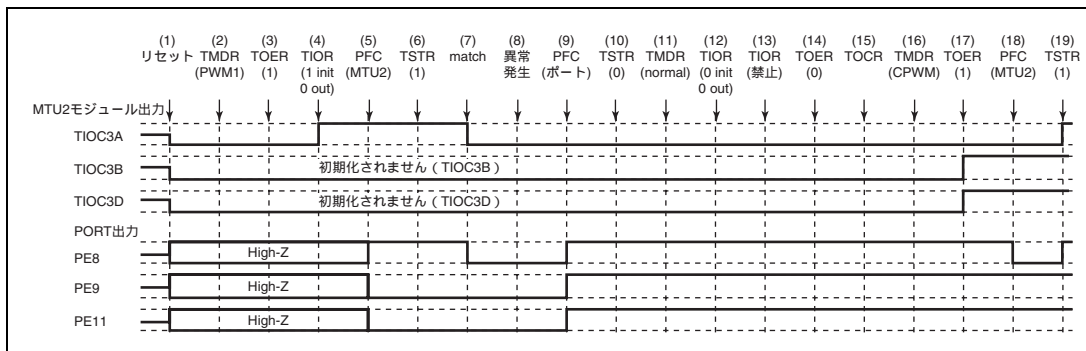 (1) (2) (3) (4) (5) (6) (7) (8) (9) (10) (11) (12) (13) (14) (15) (16) (17) (18) (19)
リセット TMDR TOER TIOR PFC TSTR match 異常 PFC TSTR TMDR TIOR TIOR TOER TOCR TMDR TOER PFC TSTR
(PWM1) (1) (1 init (MTU2) (1) 発生 (ポート) (0) (normal) (0 init (禁止) (0) (CPWM) (1) (MTU2) (1)
0 out) 0 out)
MTU2モジュール出力
TIOC3A
TIOC3B 初期化されません ( TIOC3B )
TIOC3D 初期化されません ( TIOC3D )
PORT出力
PE8 High-Z
PE9 High-Z
PE11 High-Z